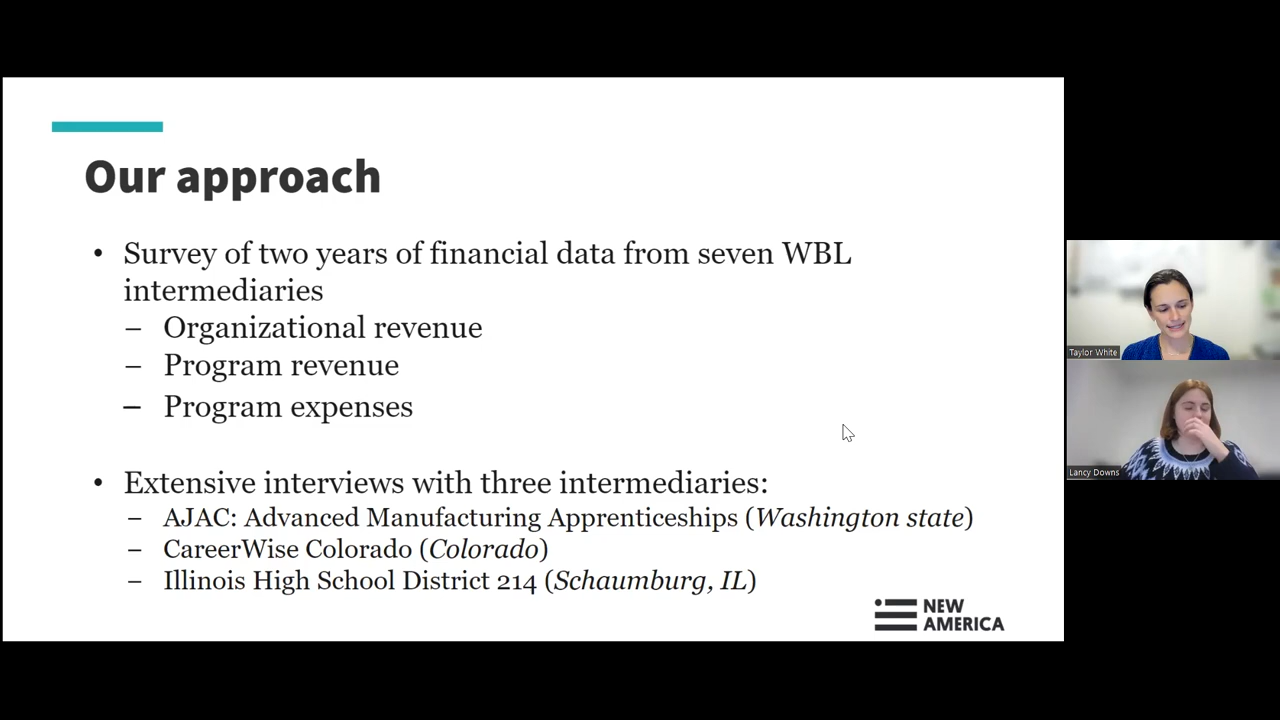 Our approach
• Survey of two years of financial data from seven WBL
intermediaries
– Organizational revenue
– Program revenue
– Program expenses
• Extensive interviews with three intermediaries:
– AJAC: Advanced Manufacturing Apprenticeships (Washington state)
– CareerWise Colorado (Colorado)
– Illinois High School District 214 (Schaumburg, IL)
NEW
AMERICA
Taylor White
Lancy Downs